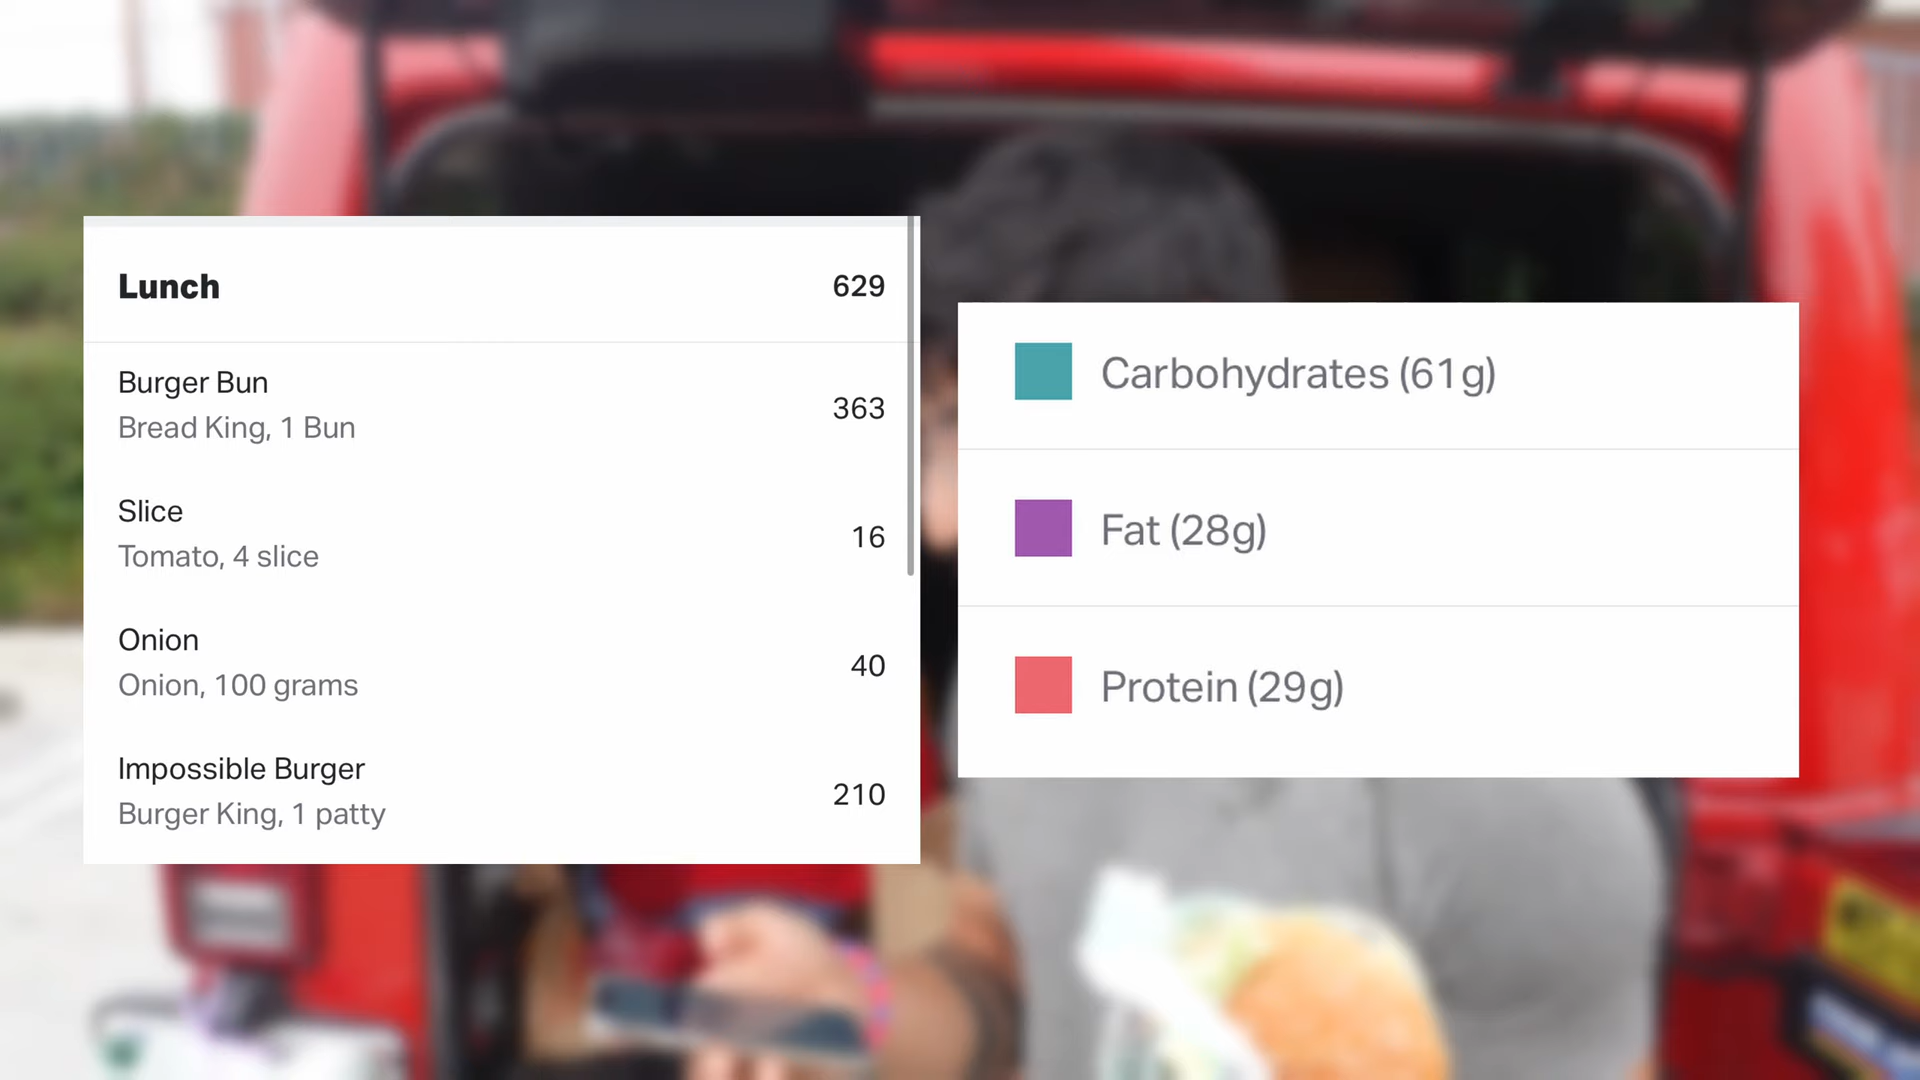 Lunch 629
Burger Bun
Bread King, 1 Bun
363
Slice
Tomato, 4 slice
16
Onion
Onion, 100 grams
40
Impossible Burger
Burger King, 1 patty
210
Carbohydrates (61g)
Fat (28g)
Protein (29g)